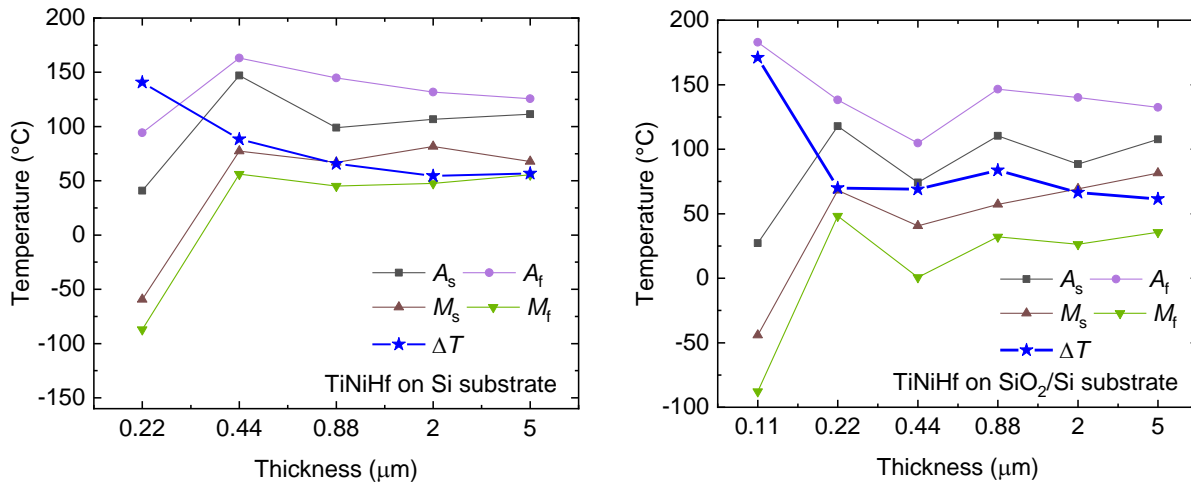 200
150
100
50
0
-50
-100
-150
Temperature (°C)
As Af
Ms Mf
ΔT
TiNiHf on Si substrate
0.22 0.44 0.88 2 5
Thickness (μm)
200
150
100
50
0
-50
-100
Temperature (°C)
As Af
Ms Mf
ΔT
TiNiHf on SiO2/Si substrate
0.11 0.22 0.44 0.88 2 5
Thickness (μm)